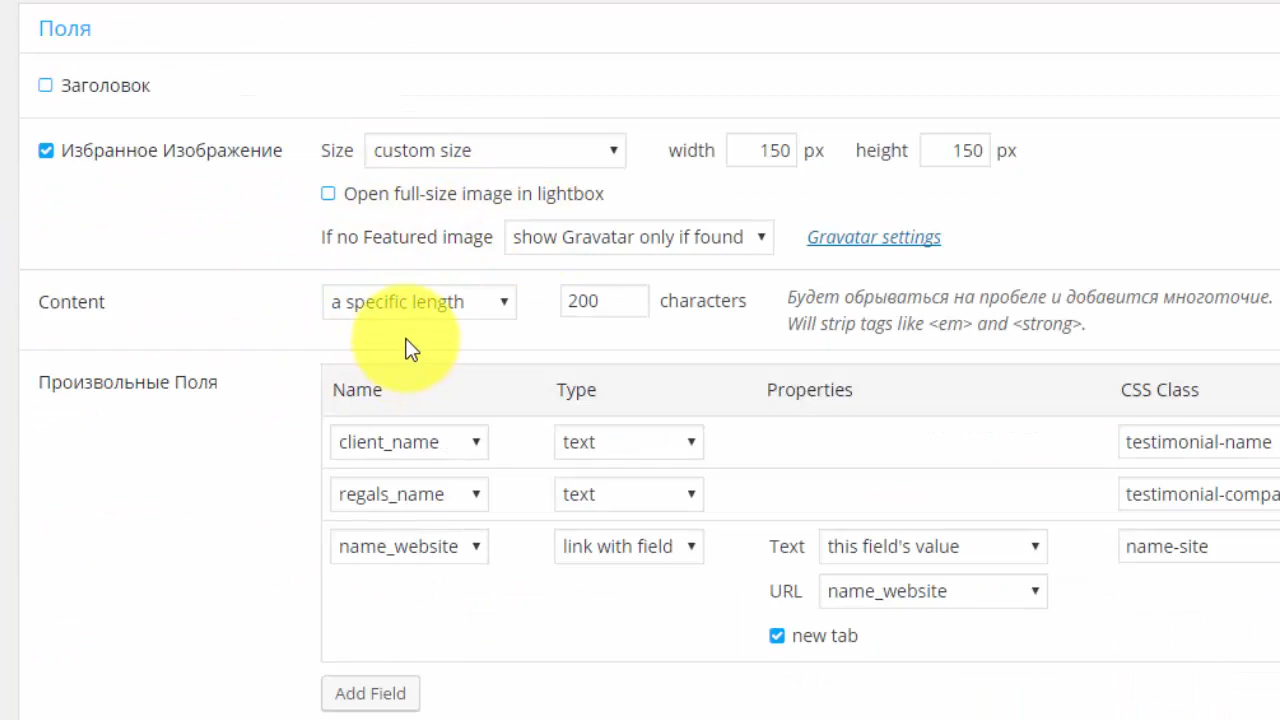 Поля
Заголовок
Избранное Изображение Size custom size width 150 px height 150 px
Open full-size image in lightbox
If no Featured image show Gravatar only if found Gravatar settings
Content a specific length 200 characters Будет обрываться на пробеле и добавится многоточие.
Will strip tags like <em> and <strong>.
Произвольные Поля
Name Type Properties CSS Class
client_name text testimonial-name
regals_name text testimonial-compa
name_website link with field Text this field's value name-site
URL name_website
new tab
Add Field